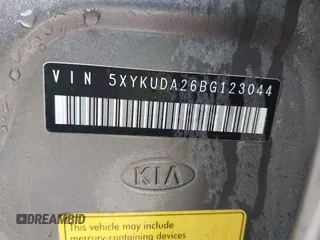 VIN 5XYKUDA26BG123044
KIA
This vehicle may include
mercury-containing devices
DREAMBID